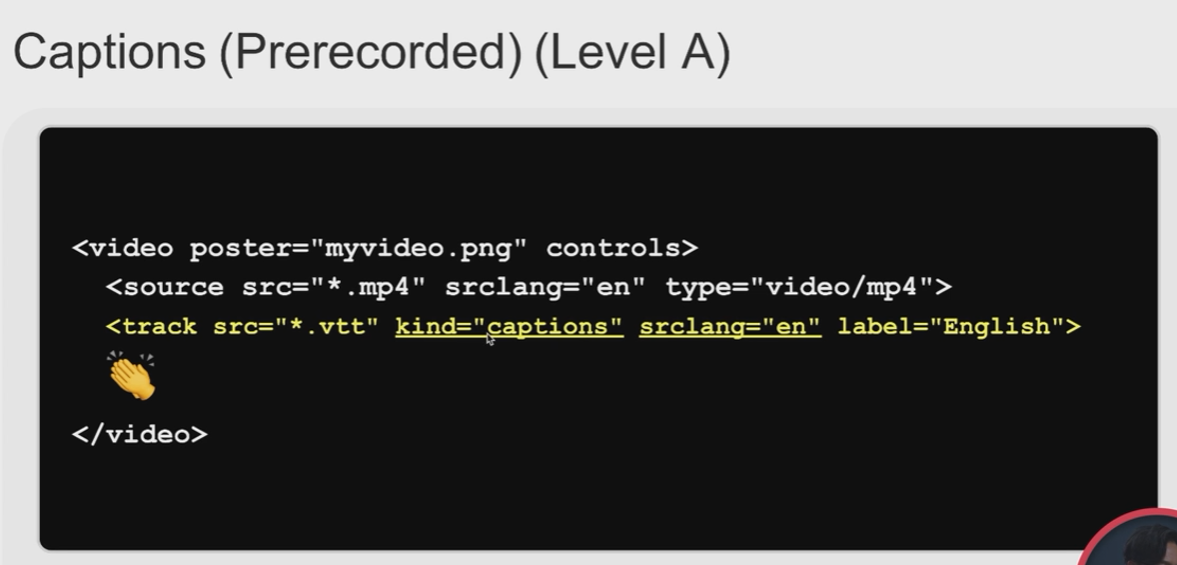 Captions (Prerecorded) (Level A)
<video poster="myvideo.png" controls>
<source src="*.mp4" srclang="en" type="video/mp4">
<track src="*.vtt" kind="captions" srclang="en" label="English">
</video>